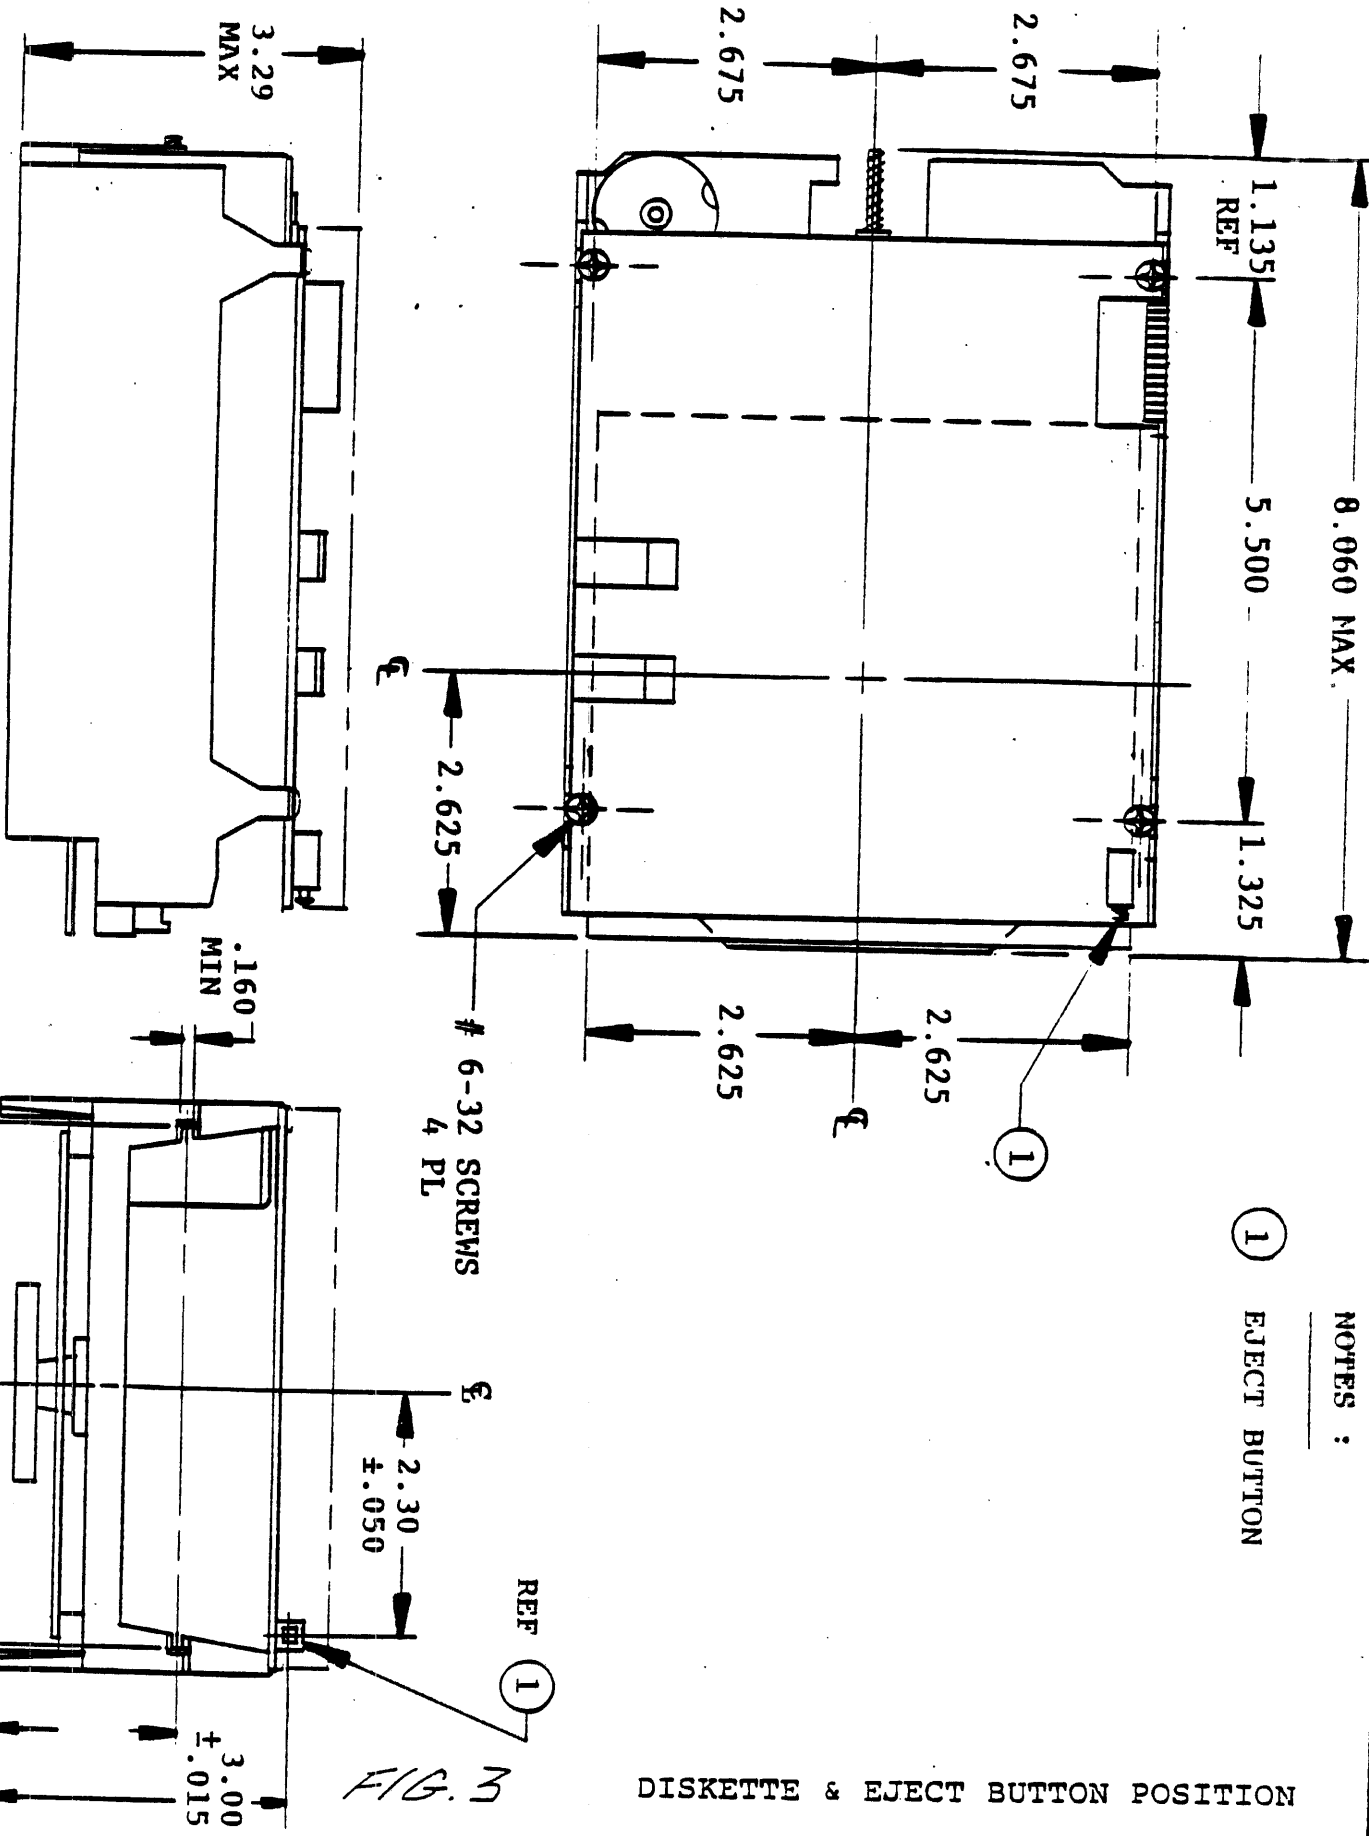 8.060 MAX.
1.135
REF
5.500
1.325
2.675
2.675
3.29
MAX
℄
2.625
.160
MIN
# 6-32 SCREWS
4 PL
2.625
2.625
℄
1
NOTES :
1 EJECT BUTTON
℄
2.30
±.050
REF 1
3.00
±.015
FIG. 3
DISKETTE & EJECT BUTTON POSITION